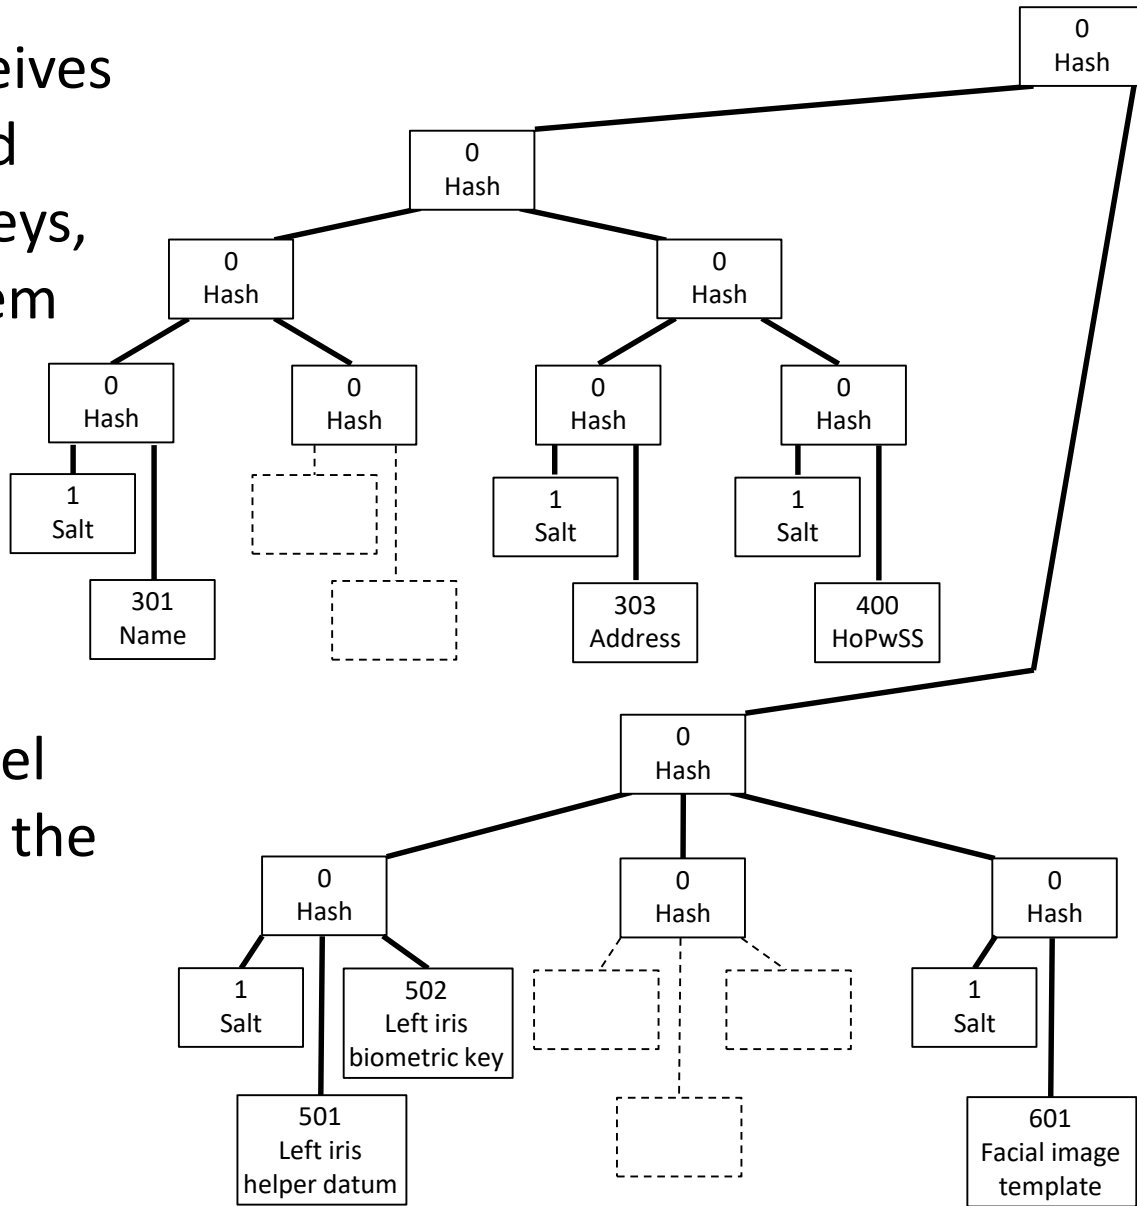 eives
d
eys,
em
el
the
0
Hash
0
Hash
0
Hash
0
Hash
0
Hash
0
Hash
0
Hash
0
Hash
1
Salt
1
Salt
1
Salt
301
Name
303
Address
400
HoPwSS
0
Hash
0
Hash
0
Hash
0
Hash
1
Salt
502
Left iris
biometric key
1
Salt
501
Left iris
helper datum
601
Facial image
template